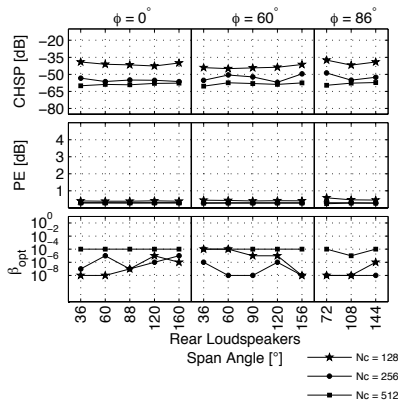 ϕ = 0° ϕ = 60° ϕ = 86°
CHSP [dB]
−20
−35
−50
−65
−80
PE [dB]
4
3
2
1
β_opt
10^0
10^−2
10^−4
10^−6
10^−8
36 60 88 120 160 36 60 90 120 156 72 108 144
Rear Loudspeakers
Span Angle [°]
Nc = 128
Nc = 256
Nc = 512